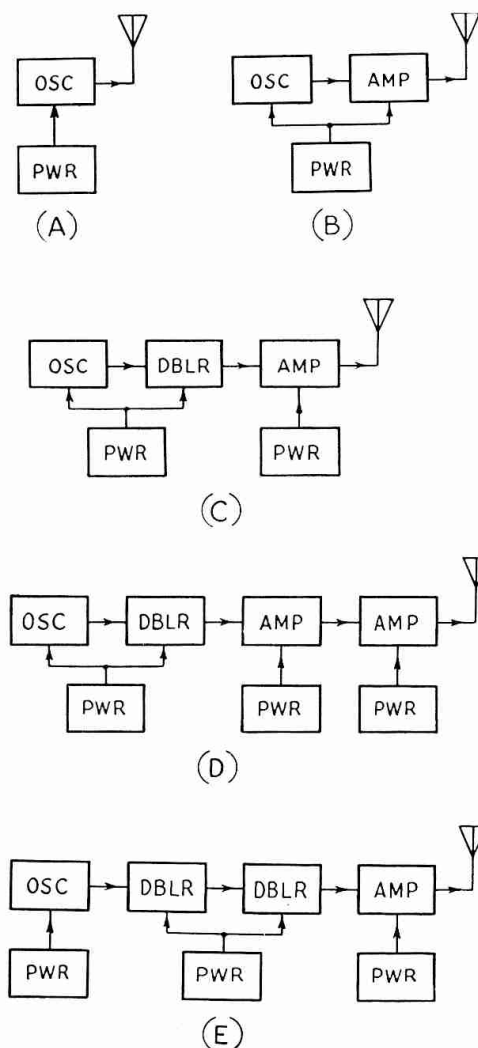 OSC
PWR
(A)
OSC AMP
PWR
(B)
OSC DBLR AMP
PWR PWR
(C)
OSC DBLR AMP AMP
PWR PWR PWR
(D)
OSC DBLR DBLR AMP
PWR PWR PWR
(E)